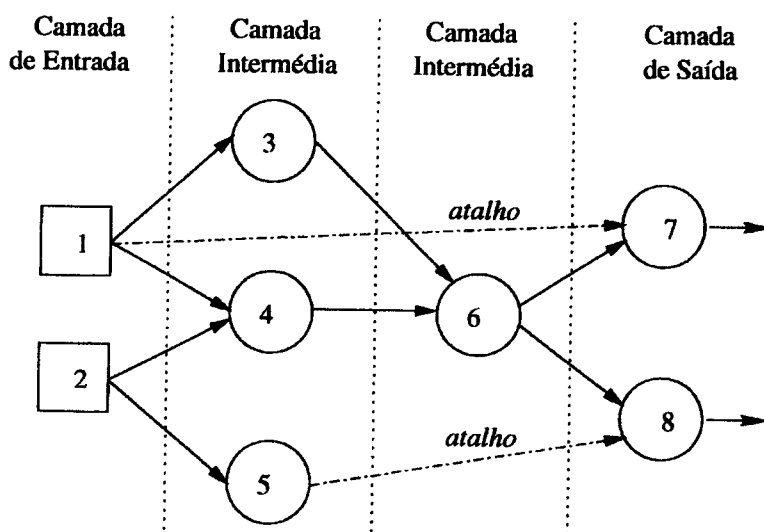 Camada
de Entrada
Camada
Intermédia
Camada
Intermédia
Camada
de Saída
3
atalho
7
1
4
6
2
atalho
8
5